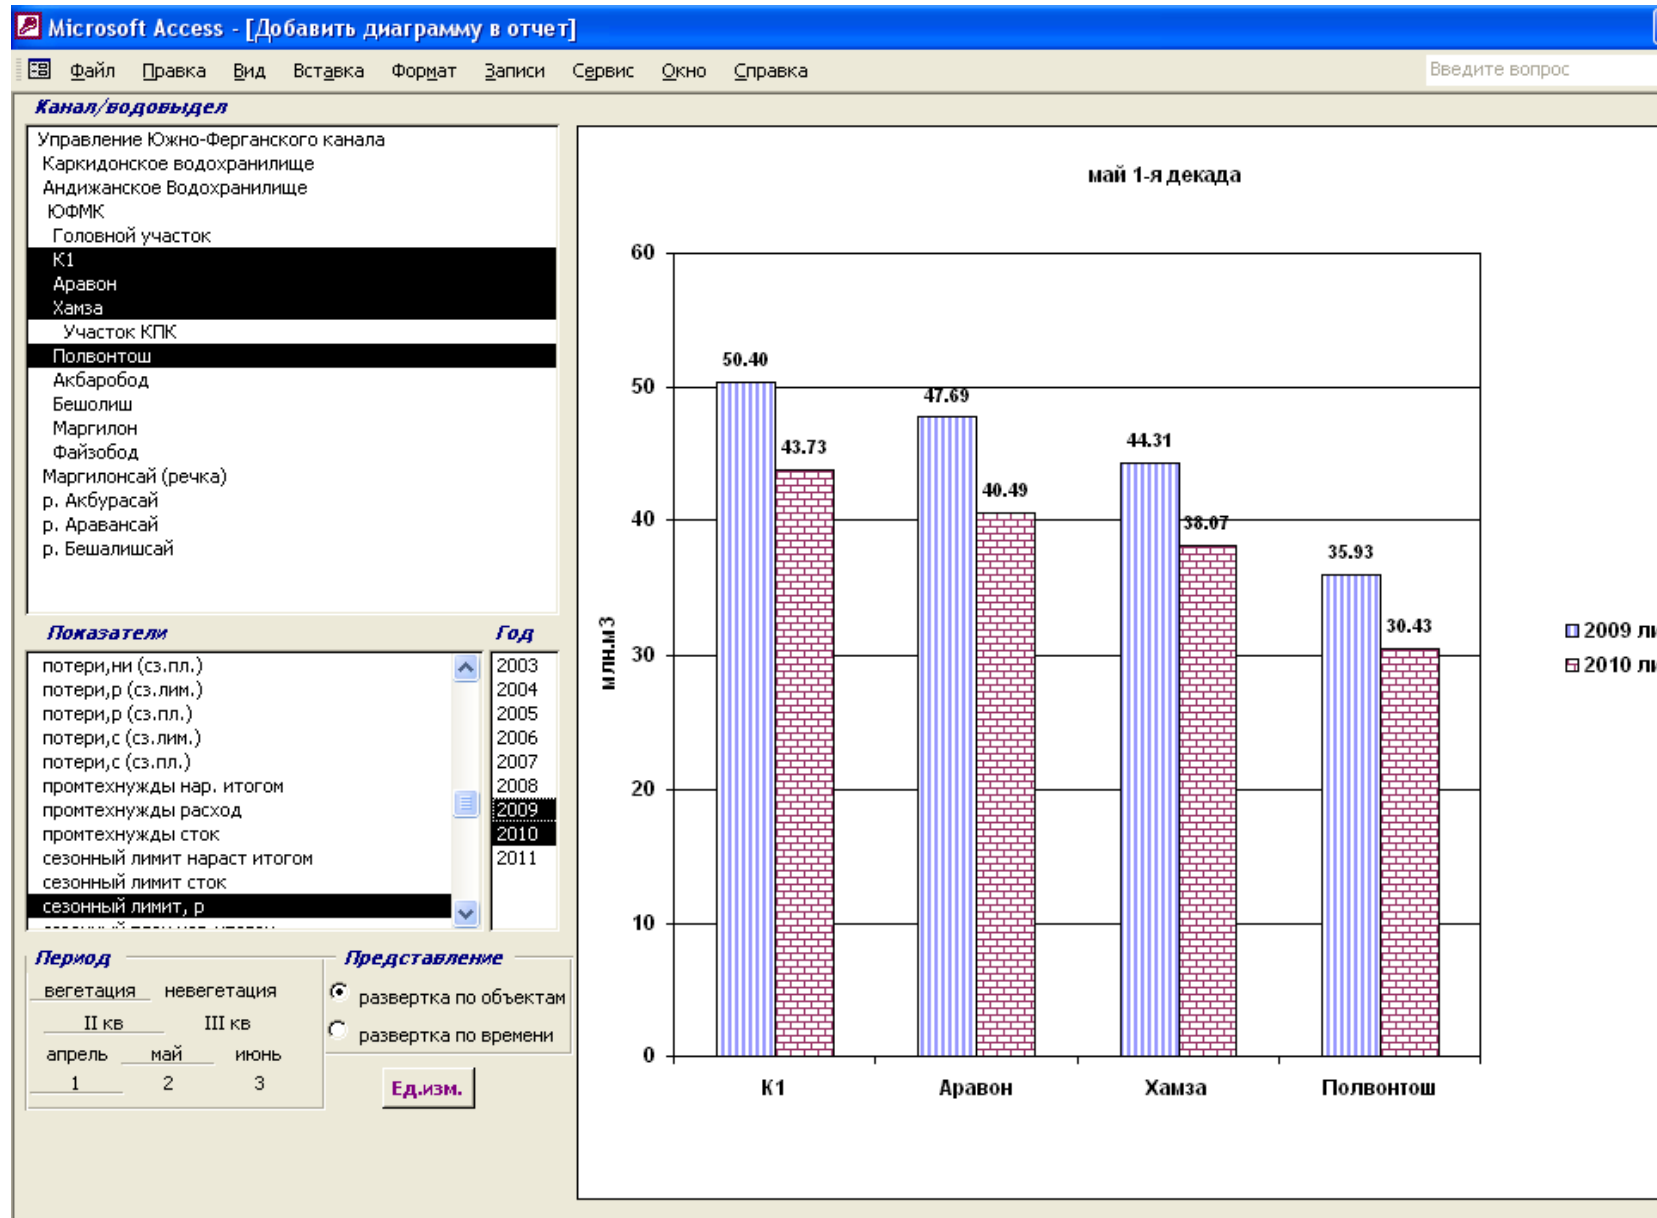 Microsoft Access - [Добавить диаграмму в отчет]
Файл Правка Вид Вставка Формат Записи Сервис Окно Справка
Введите вопрос
Канал/водовыдел
Управление Южно-Ферганского канала
Каркидонское водохранилище
Андижанское Водохранилище
ЮФМК
Головной участок
К1
Аравон
Хамза
Участок КПК
Полвонтош
Акбаробод
Бешолиш
Маргилон
Файзобод
Маргилонсай (речка)
р. Акбурасай
р. Аравансай
р. Бешалишсай
Показатели
потери,ни (сз.пл.)
потери,р (сз.лим.)
потери,р (сз.пл.)
потери,с (сз.лим.)
потери,с (сз.пл.)
промтехнужды нар. итогом
промтехнужды расход
промтехнужды сток
сезонный лимит нараст итогом
сезонный лимит сток
сезонный лимит, р
Год
2003
2004
2005
2006
2007
2008
2009
2010
2011
Период
вегетация невегетация
II кв III кв
апрель май июнь
1 2 3
Представление
развертка по объектам
развертка по времени
Ед.изм.
май 1-я декада
млн.м3
60
50
40
30
20
10
0
50.40
43.73
47.69
40.49
44.31
38.07
35.93
30.43
К1 Аравон Хамза Полвонтош
2009 ли
2010 ли